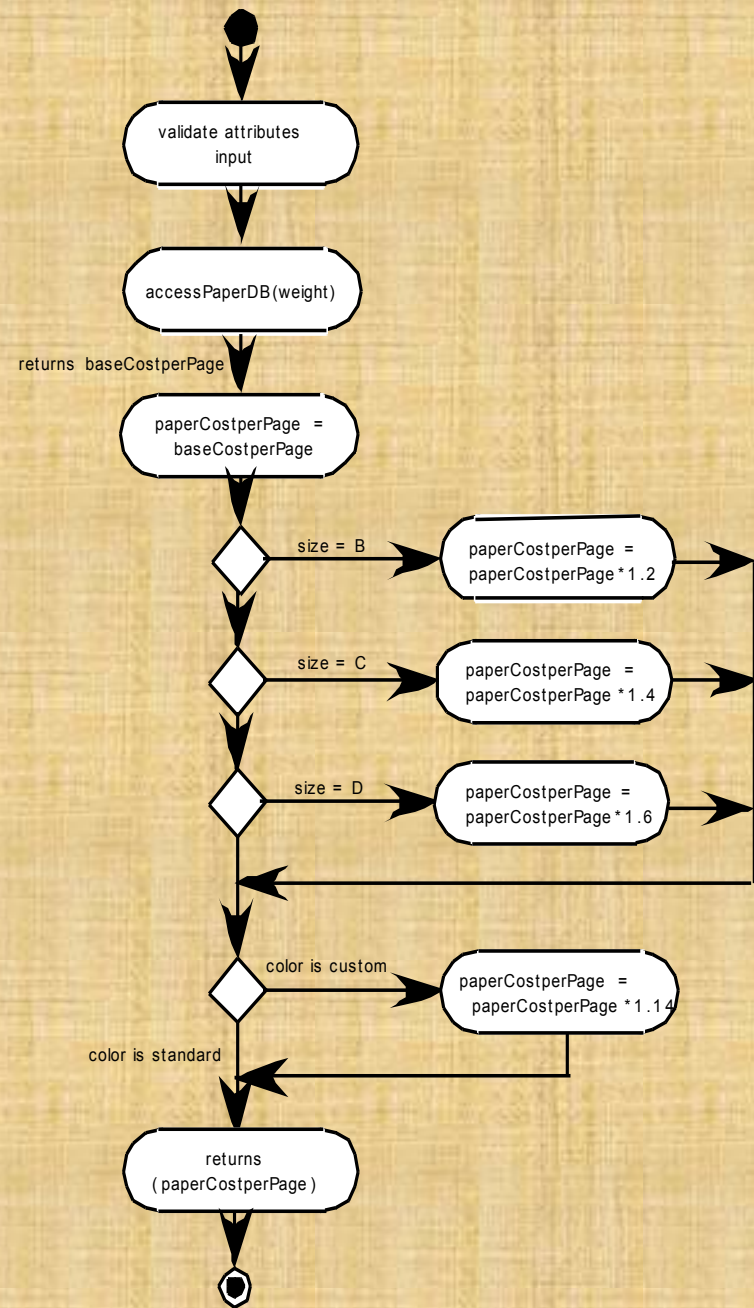 validate attributes
input
accessPaperDB(weight)
returns baseCostperPage
paperCostperPage =
baseCostperPage
size = B
paperCostperPage =
paperCostperPage*1.2
size = C
paperCostperPage =
paperCostperPage*1.4
size = D
paperCostperPage =
paperCostperPage*1.6
color is custom
paperCostperPage =
paperCostperPage*1.14
color is standard
returns
(paperCostperPage)